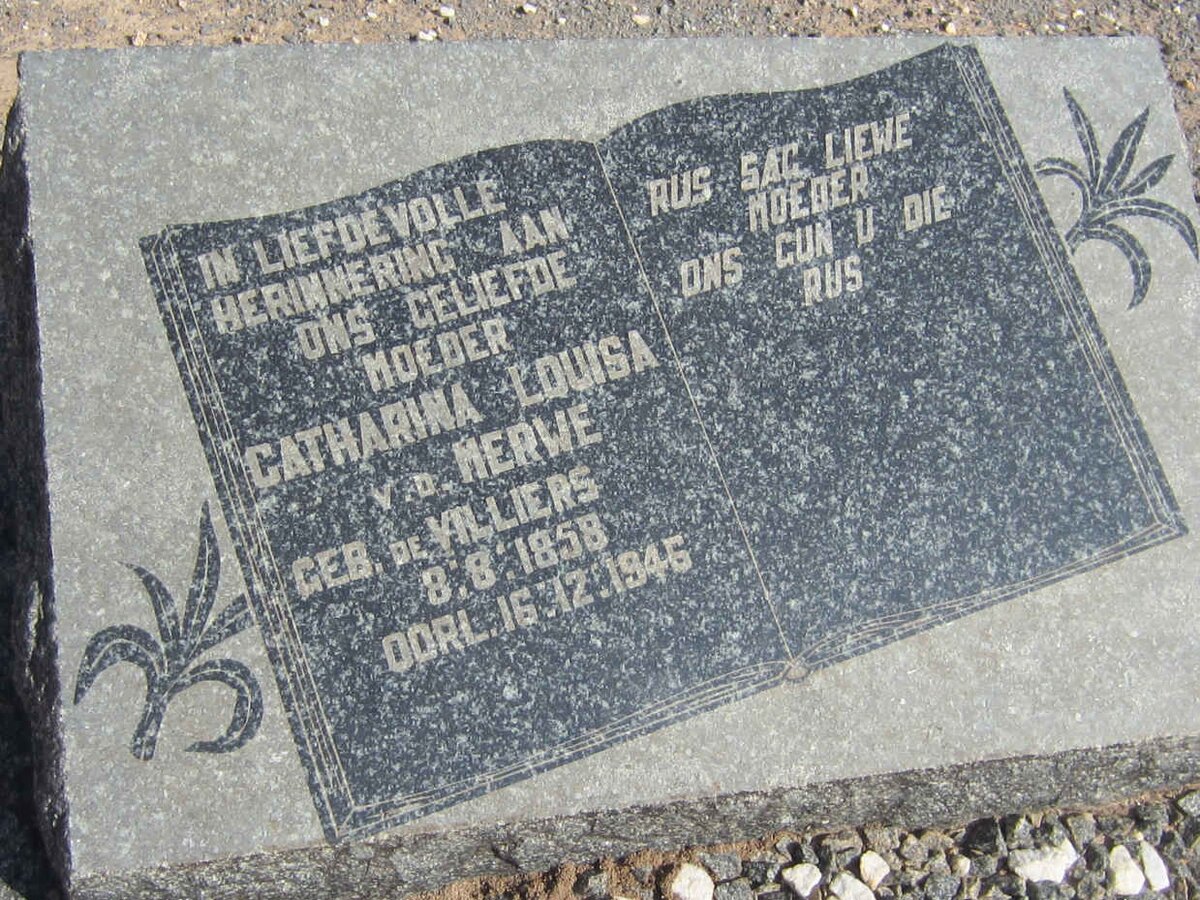 IN LIEFDEVOLLE
HERINNERING AAN
ONS GELIEFDE
MOEDER
CATHARINA LOUISA
V.D. MERWE
GEB. DE VILLIERS
8.8.1858
OORL. 16.12.1946
RUS SAG LIEWE
MOEDER
ONS GUN U DIE
RUS